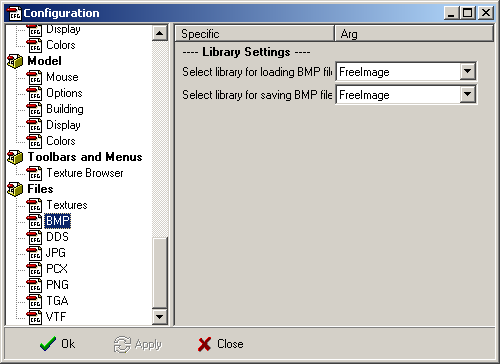 Configuration
Display
Colors
Model
Mouse
Options
Building
Display
Colors
Toolbars and Menus
Texture Browser
Files
Textures
BMP
DDS
JPG
PCX
PNG
TGA
VTF
Specific Arg
---- Library Settings ----
Select library for loading BMP fil FreeImage
Select library for saving BMP file FreeImage
Ok Apply Close